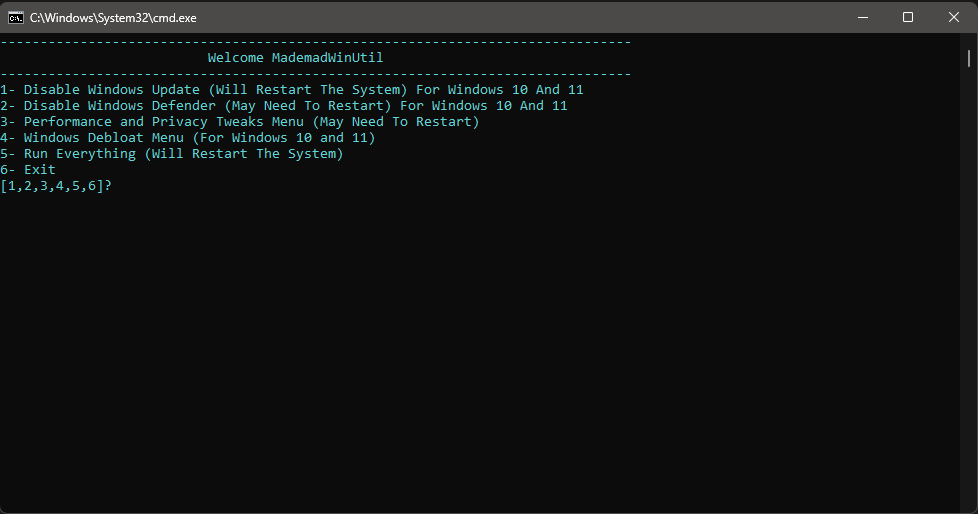 C:\Windows\System32\cmd.exe
-------------------------------------------------------------------------------
Welcome MademadWinUtil
-------------------------------------------------------------------------------
1- Disable Windows Update (Will Restart The System) For Windows 10 And 11
2- Disable Windows Defender (May Need To Restart) For Windows 10 And 11
3- Performance and Privacy Tweaks Menu (May Need To Restart)
4- Windows Debloat Menu (For Windows 10 and 11)
5- Run Everything (Will Restart The System)
6- Exit
[1,2,3,4,5,6]?